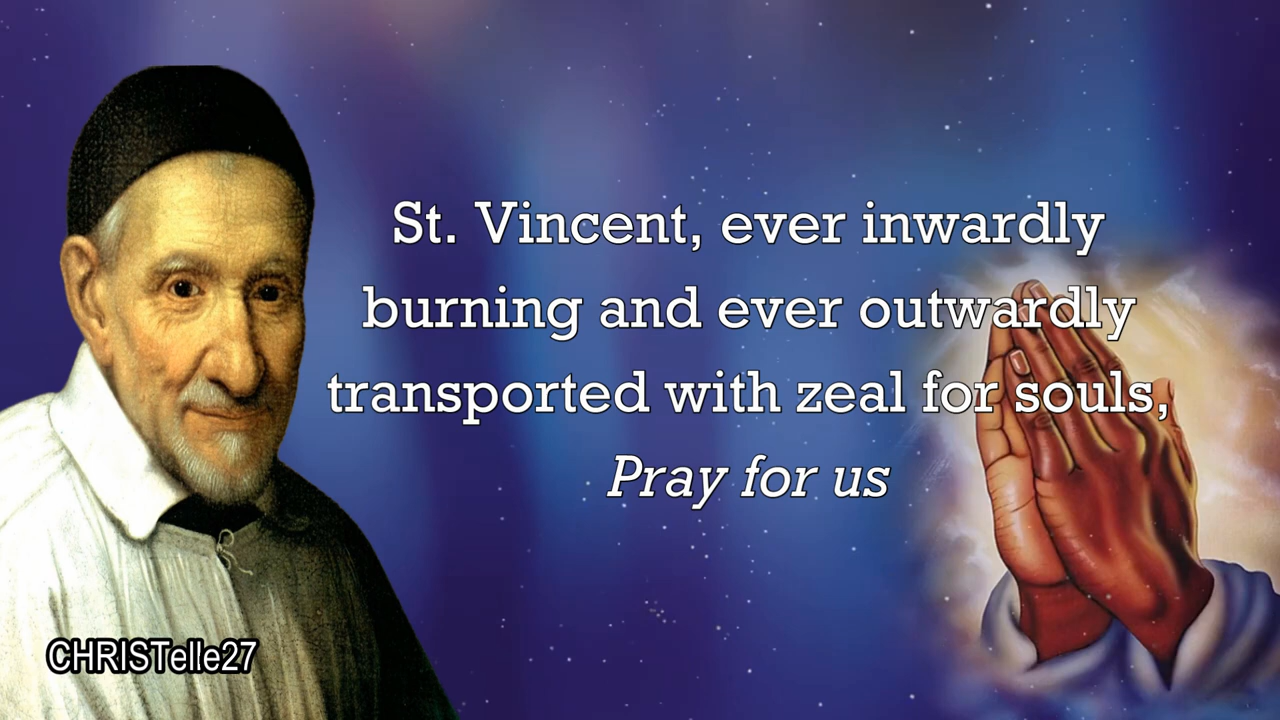 St. Vincent, ever inwardly
burning and ever outwardly
transported with zeal for souls,
Pray for us
CHRISTelle27